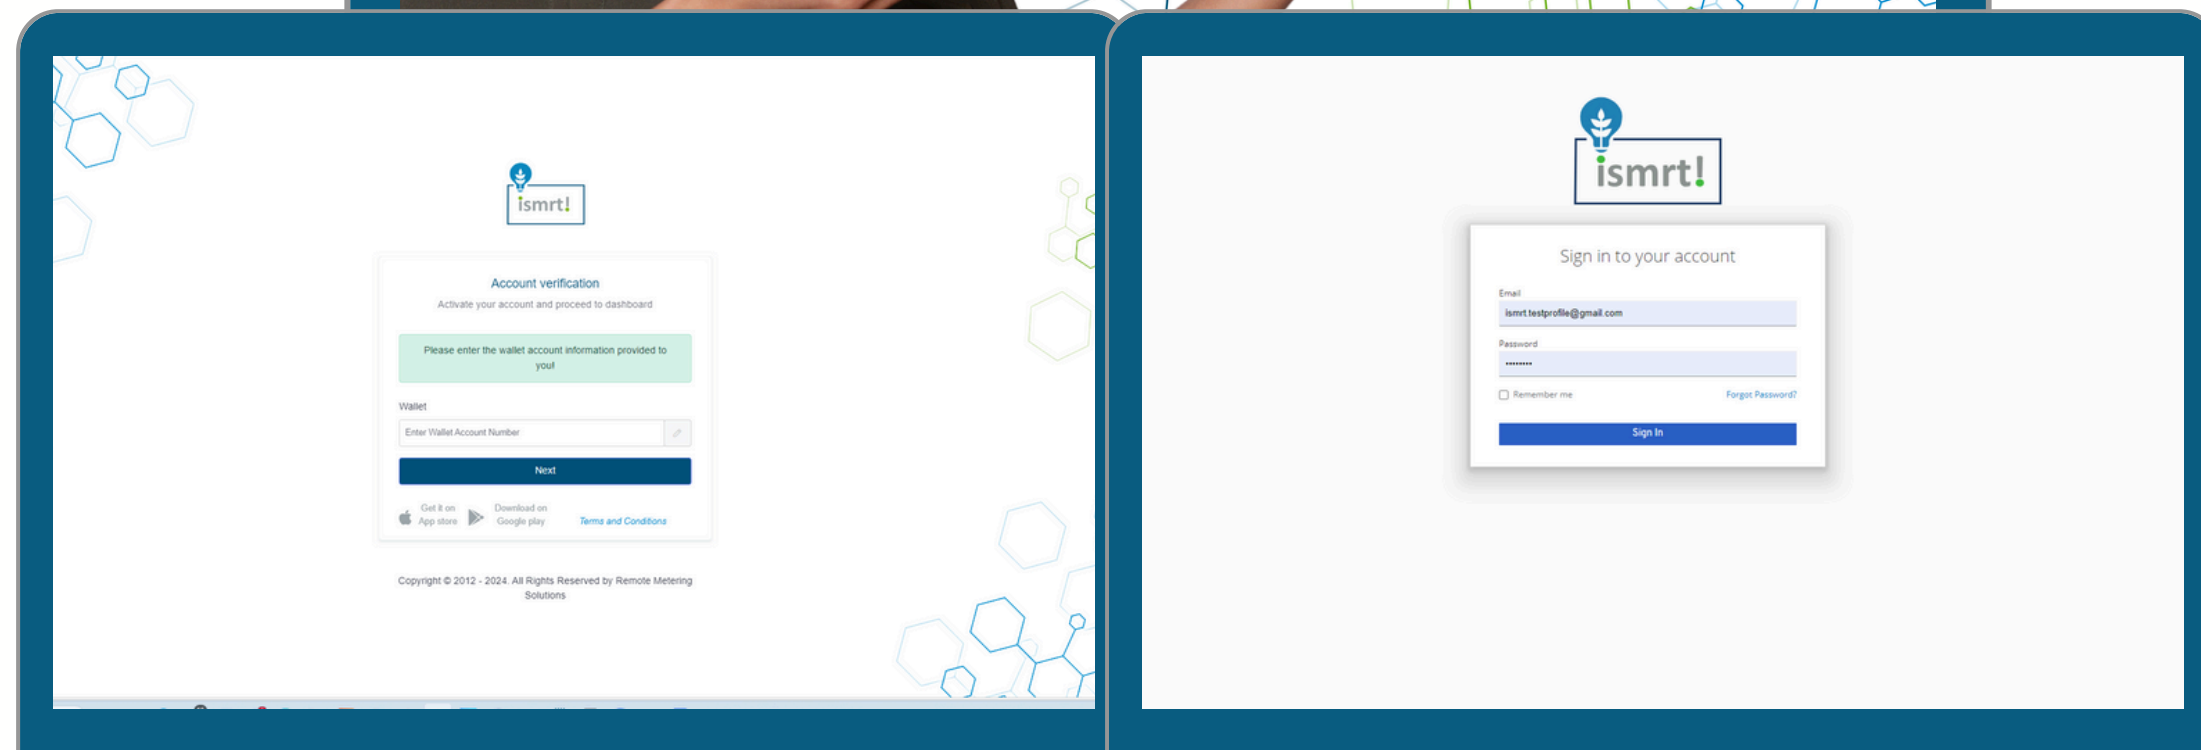 ismrt!
Account verification
Activate your account and proceed to dashboard
Please enter the wallet account information provided to
you!
Wallet
Enter Wallet Account Number
Next
Get it on
App store
Download on
Google play
Terms and Conditions
Copyright © 2012 - 2024. All Rights Reserved by Remote Metering
Solutions
ismrt!
Sign in to your account
Email
ismrt.testprofile@gmail.com
Password
••••••••
Remember me
Forgot Password?
Sign In